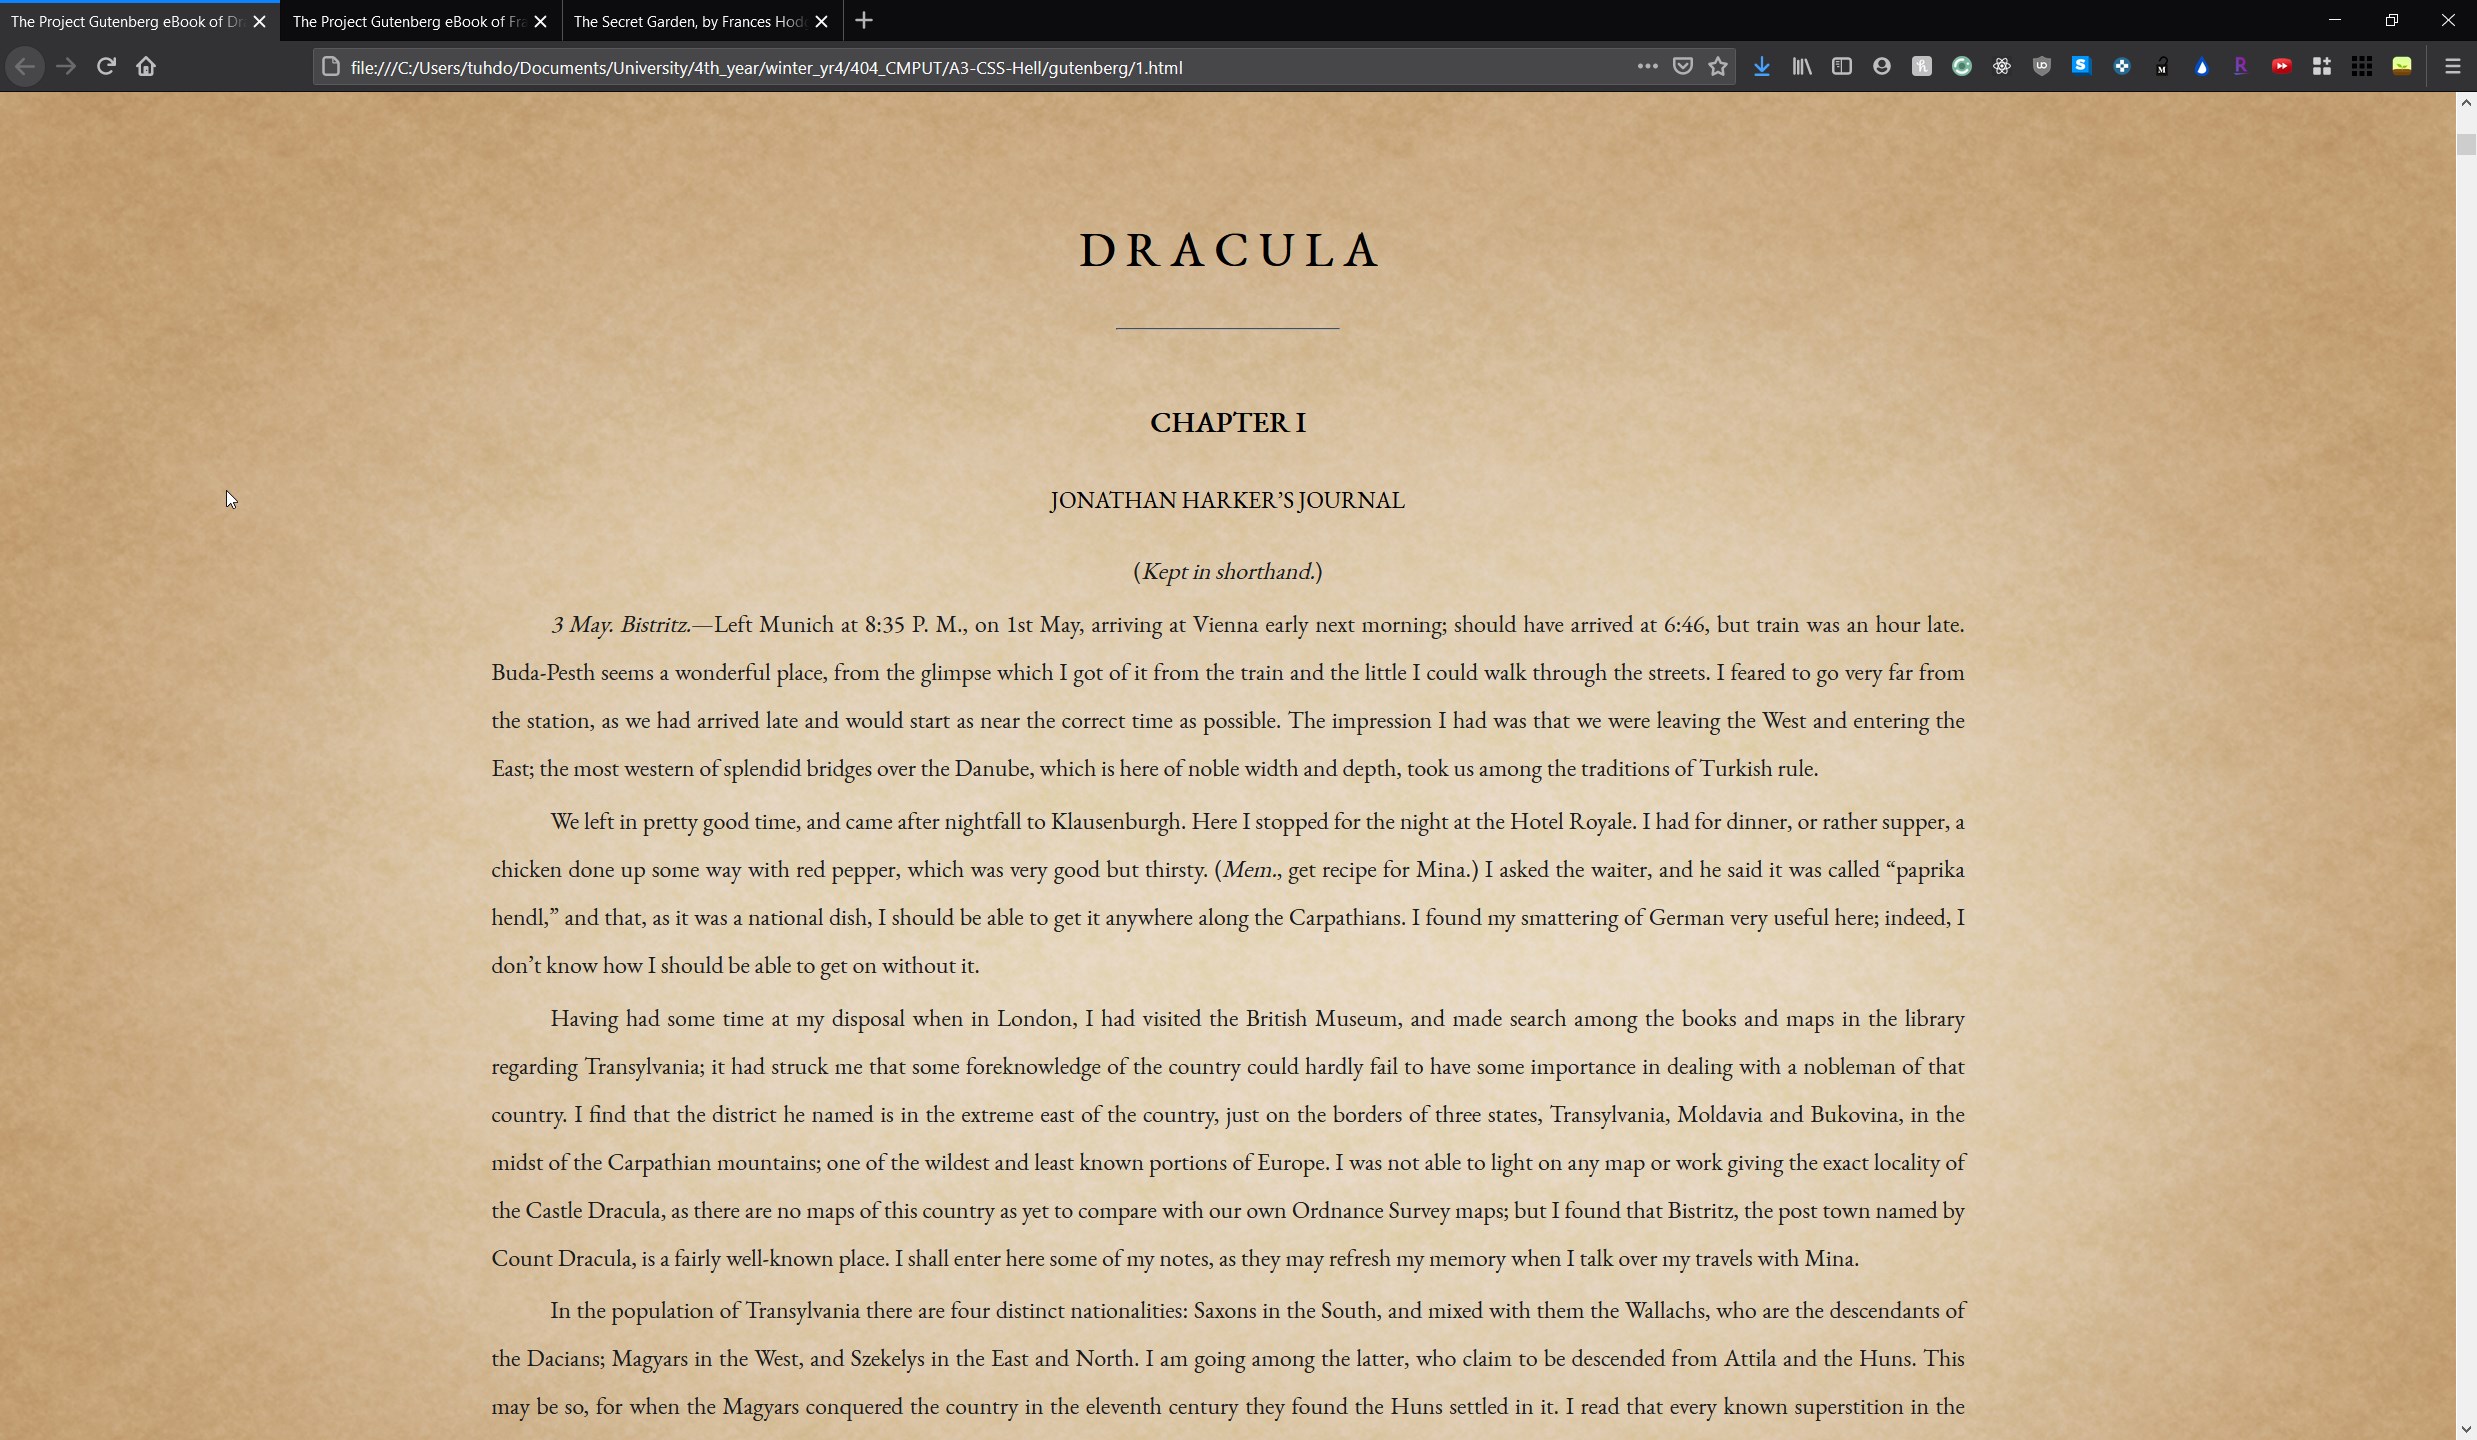 The Project Gutenberg eBook of Dr
The Project Gutenberg eBook of Fra
The Secret Garden, by Frances Hodg
file:///C:/Users/tuhdo/Documents/University/4th_year/winter_yr4/404_CMPUT/A3-CSS-Hell/gutenberg/1.html
DRACULA
CHAPTER I
JONATHAN HARKER’S JOURNAL
(Kept in shorthand.)
3 May. Bistritz.—Left Munich at 8:35 P. M., on 1st May, arriving at Vienna early next morning; should have arrived at 6:46, but train was an hour late.
Buda-Pesth seems a wonderful place, from the glimpse which I got of it from the train and the little I could walk through the streets. I feared to go very far from
the station, as we had arrived late and would start as near the correct time as possible. The impression I had was that we were leaving the West and entering the
East; the most western of splendid bridges over the Danube, which is here of noble width and depth, took us among the traditions of Turkish rule.
We left in pretty good time, and came after nightfall to Klausenburgh. Here I stopped for the night at the Hotel Royale. I had for dinner, or rather supper, a
chicken done up some way with red pepper, which was very good but thirsty. (Mem., get recipe for Mina.) I asked the waiter, and he said it was called “paprika
hendl,” and that, as it was a national dish, I should be able to get it anywhere along the Carpathians. I found my smattering of German very useful here; indeed, I
don’t know how I should be able to get on without it.
Having had some time at my disposal when in London, I had visited the British Museum, and made search among the books and maps in the library
regarding Transylvania; it had struck me that some foreknowledge of the country could hardly fail to have some importance in dealing with a nobleman of that
country. I find that the district he named is in the extreme east of the country, just on the borders of three states, Transylvania, Moldavia and Bukovina, in the
midst of the Carpathian mountains; one of the wildest and least known portions of Europe. I was not able to light on any map or work giving the exact locality of
the Castle Dracula, as there are no maps of this country as yet to compare with our own Ordnance Survey maps; but I found that Bistritz, the post town named by
Count Dracula, is a fairly well-known place. I shall enter here some of my notes, as they may refresh my memory when I talk over my travels with Mina.
In the population of Transylvania there are four distinct nationalities: Saxons in the South, and mixed with them the Wallachs, who are the descendants of
the Dacians; Magyars in the West, and Szekelys in the East and North. I am going among the latter, who claim to be descended from Attila and the Huns. This
may be so, for when the Magyars conquered the country in the eleventh century they found the Huns settled in it. I read that every known superstition in the